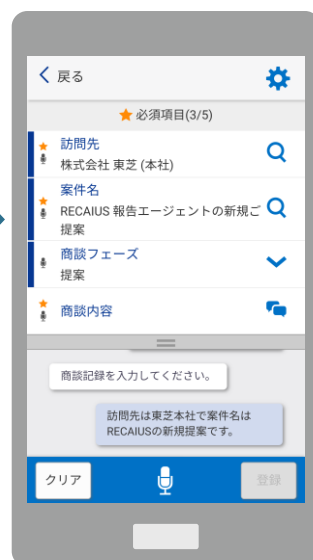 戻る
必須項目(3/5)
訪問先
株式会社 東芝 (本社)
案件名
RECAIUS 報告エージェントの新規ご
提案
商談フェーズ
提案
商談内容
商談記録を入力してください。
訪問先は東芝本社で案件名は
RECAIUSの新規提案です。
クリア
登録